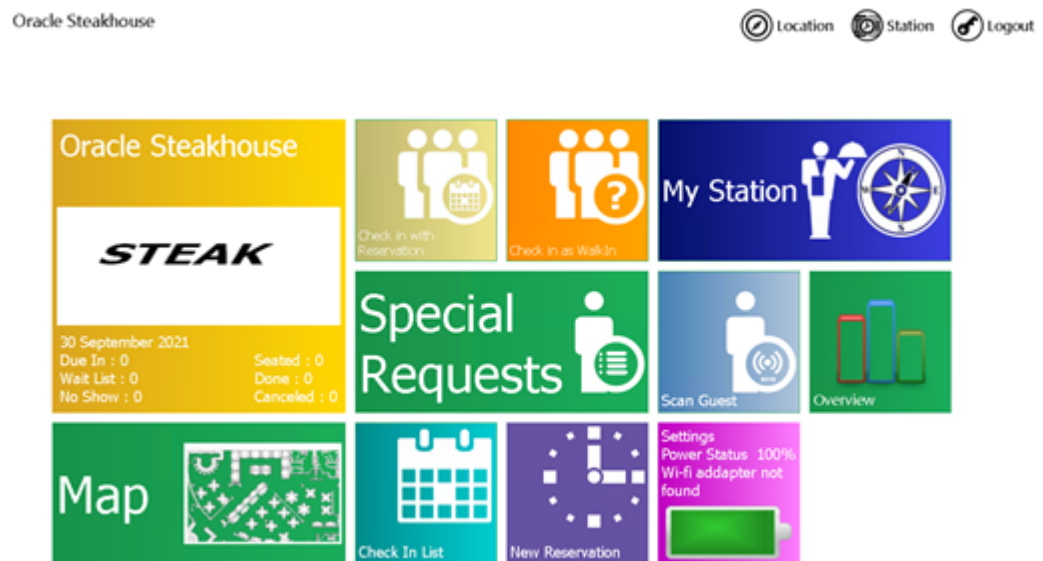 Oracle Steakhouse
Location
Station
Logout
Oracle Steakhouse
STEAK
30 September 2021
Due In : 0
Seated : 0
Wait List : 0
Done : 0
No Show : 0
Canceled : 0
Check in with
Reservation
?
Check in as WalkIn
My Station
N
W
E
S
Special
Requests
Scan Guest
Overview
Map
Check In List
New Reservation
Settings
Power Status 100%
Wi-fi addapter not
found